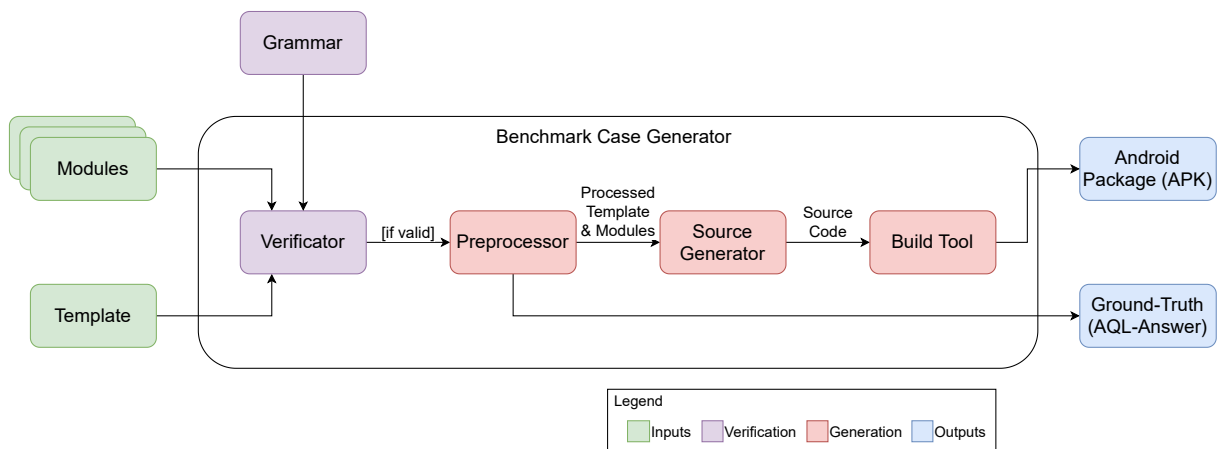 Grammar
Benchmark Case Generator
Modules
Android
Package (APK)
Processed
Template
& Modules
Source
Code
Verificator
[if valid]
Preprocessor
Source
Generator
Build Tool
Template
Ground-Truth
(AQL-Answer)
Legend
Inputs
Verification
Generation
Outputs